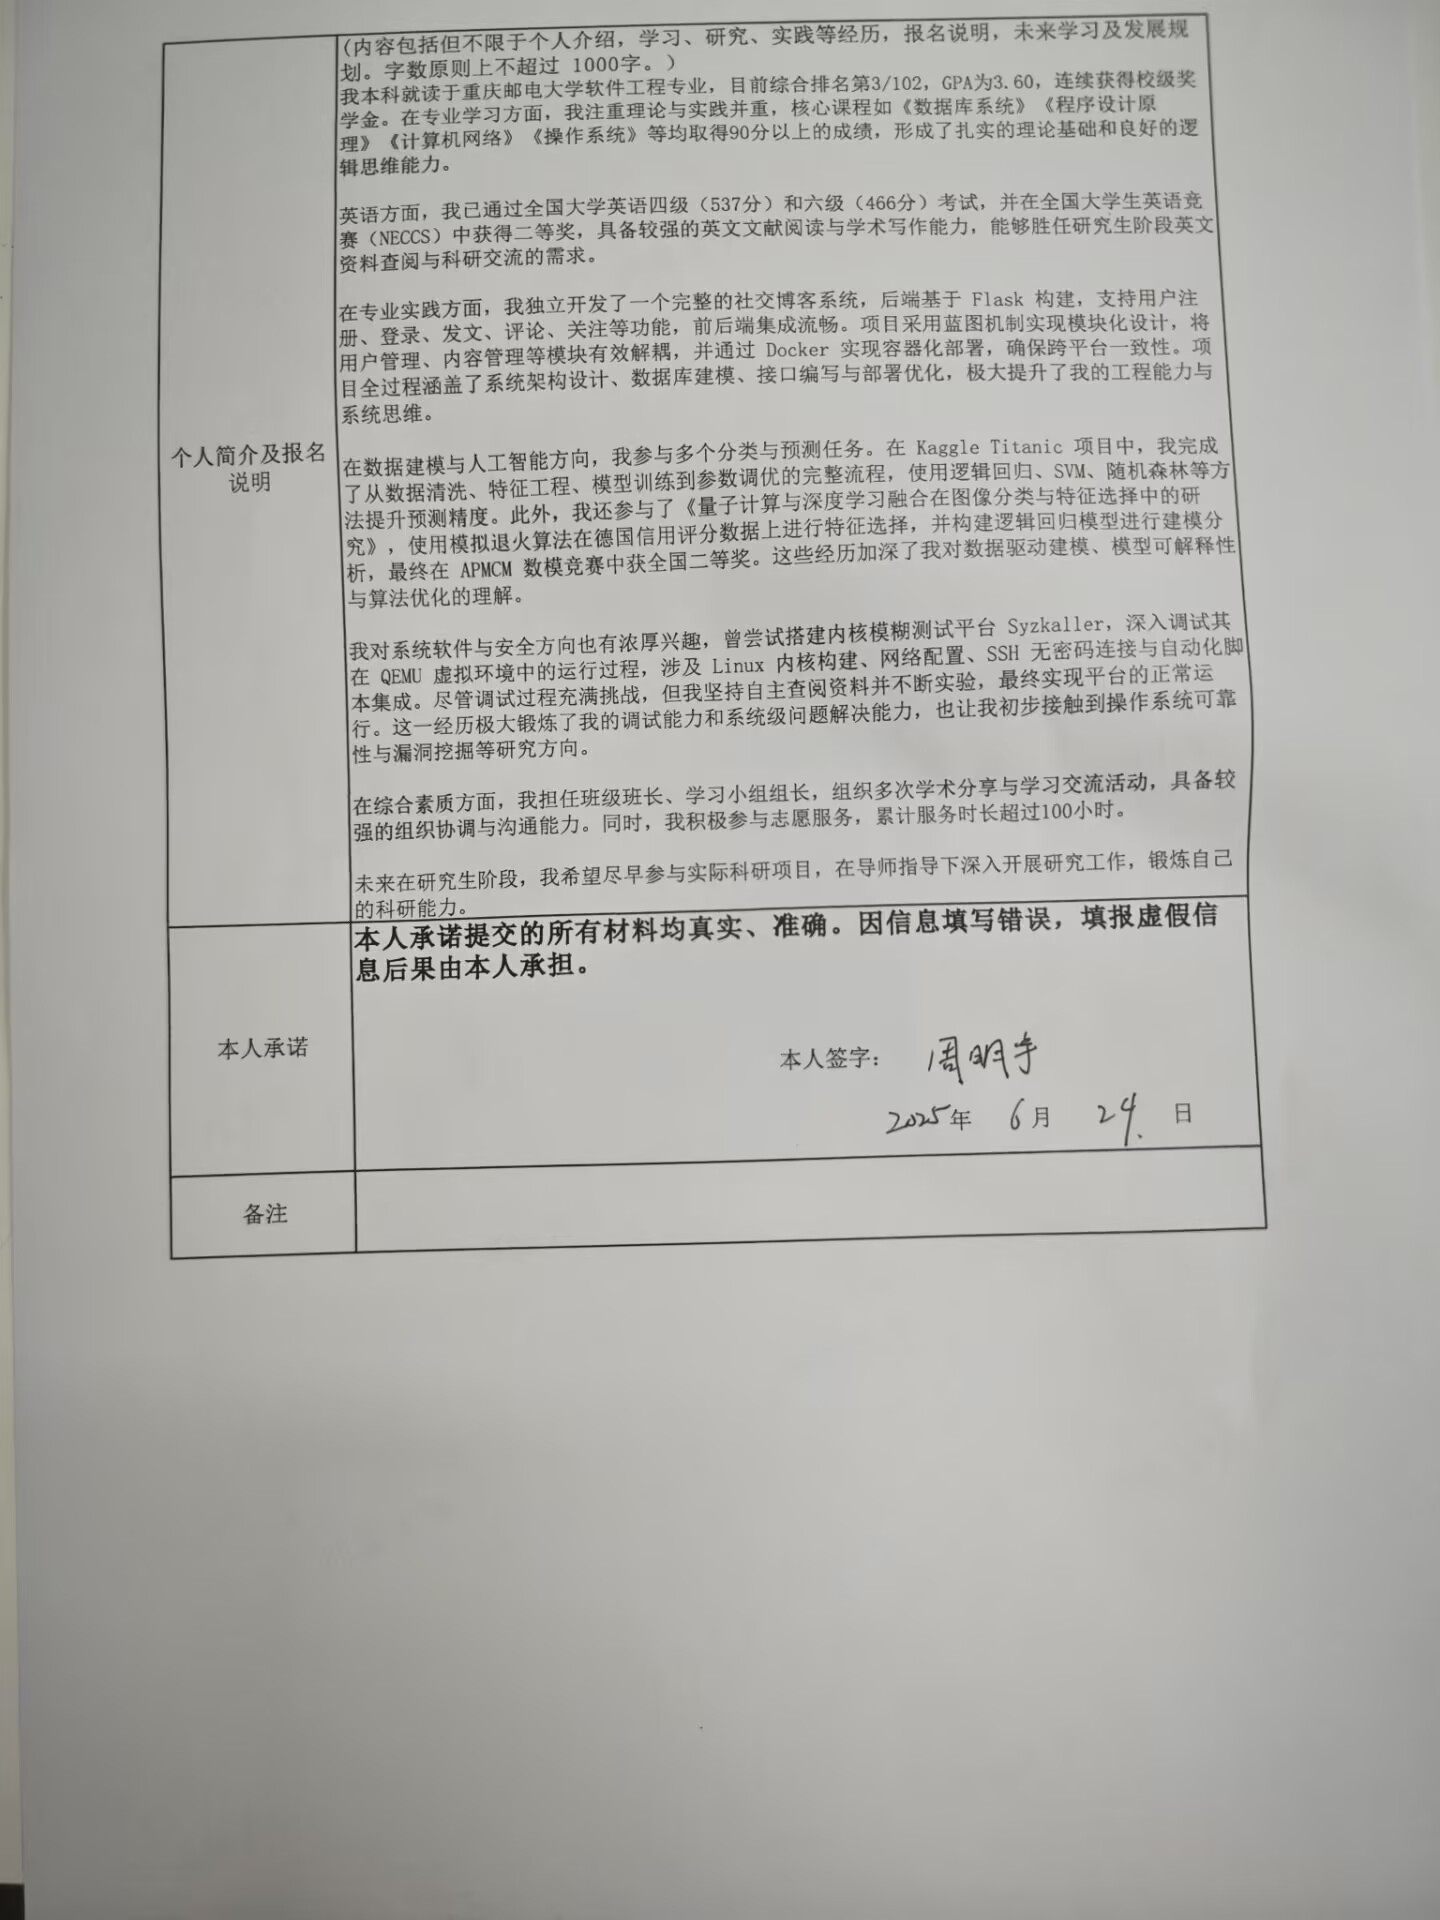 (内容包括但不限于个人介绍，学习、研究、实践等经历，报名说明，未来学习及发展规
划。字数原则上不超过 1000字。)
我本科就读于重庆邮电大学软件工程专业，目前综合排名第3/102，GPA为3.60，连续获得校级奖
学金。在专业学习方面，我注重理论与实践并重，核心课程如《数据库系统》《程序设计原
理》《计算机网络》《操作系统》等均取得90分以上的成绩，形成了扎实的理论基础和良好的逻
辑思维能力。
英语方面，我已通过全国大学英语四级（537分）和六级（466分）考试，并在全国大学生英语竞
赛（NECCS）中获得二等奖，具备较强的英文文献阅读与学术写作能力，能够胜任研究生阶段英文
资料查阅与科研交流的需求。
在专业实践方面，我独立开发了一个完整的社交博客系统，后端基于 Flask 构建，支持用户注
册、登录、发文、评论、关注等功能，前后端集成流畅。项目采用蓝图机制实现模块化设计，将
用户管理、内容管理等模块有效解耦，并通过 Docker 实现容器化部署，确保跨平台一致性。项
目全过程涵盖了系统架构设计、数据库建模、接口编写与部署优化，极大提升了我的工程能力与
系统思维。
个人简介及报名
说明
在数据建模与人工智能方向，我参与多个分类与预测任务。在 Kaggle Titanic 项目中，我完成
了从数据清洗、特征工程、模型训练到参数调优的完整流程，使用逻辑回归、SVM、随机森林等方
法提升预测精度。此外，我还参与了《量子计算与深度学习融合在图像分类与特征选择中的研
究》，使用模拟退火算法在德国信用评分数据上进行特征选择，并构建逻辑回归模型进行建模分
析，最终在 APMCM 数模竞赛中获全国二等奖。这些经历加深了我对数据驱动建模、模型可解释性
与算法优化的理解。
我对系统软件与安全方向也有浓厚兴趣，曾尝试搭建内核模糊测试平台 Syzkaller，深入调试其
在 QEMU 虚拟环境中的运行过程，涉及 Linux 内核构建、网络配置、SSH 无密码连接与自动化脚
本集成。尽管调试过程充满挑战，但我坚持自主查阅资料并不断实验，最终实现平台的正常运
行。这一经历极大锻炼了我的调试能力和系统级问题解决能力，也让我初步接触到操作系统可靠
性与漏洞挖掘等研究方向。
在综合素质方面，我担任班级班长、学习小组组长，组织多次学术分享与学习交流活动，具备较
强的组织协调与沟通能力。同时，我积极参与志愿服务，累计服务时长超过100小时。
未来在研究生阶段，我希望尽早参与实际科研项目，在导师指导下深入开展研究工作，锻炼自己
的科研能力。
本人承诺提交的所有材料均真实、准确。因信息填写错误，填报虚假信
息后果由本人承担。
本人承诺
本人签字： 周明宇
2025年 6月 24. 日
备注